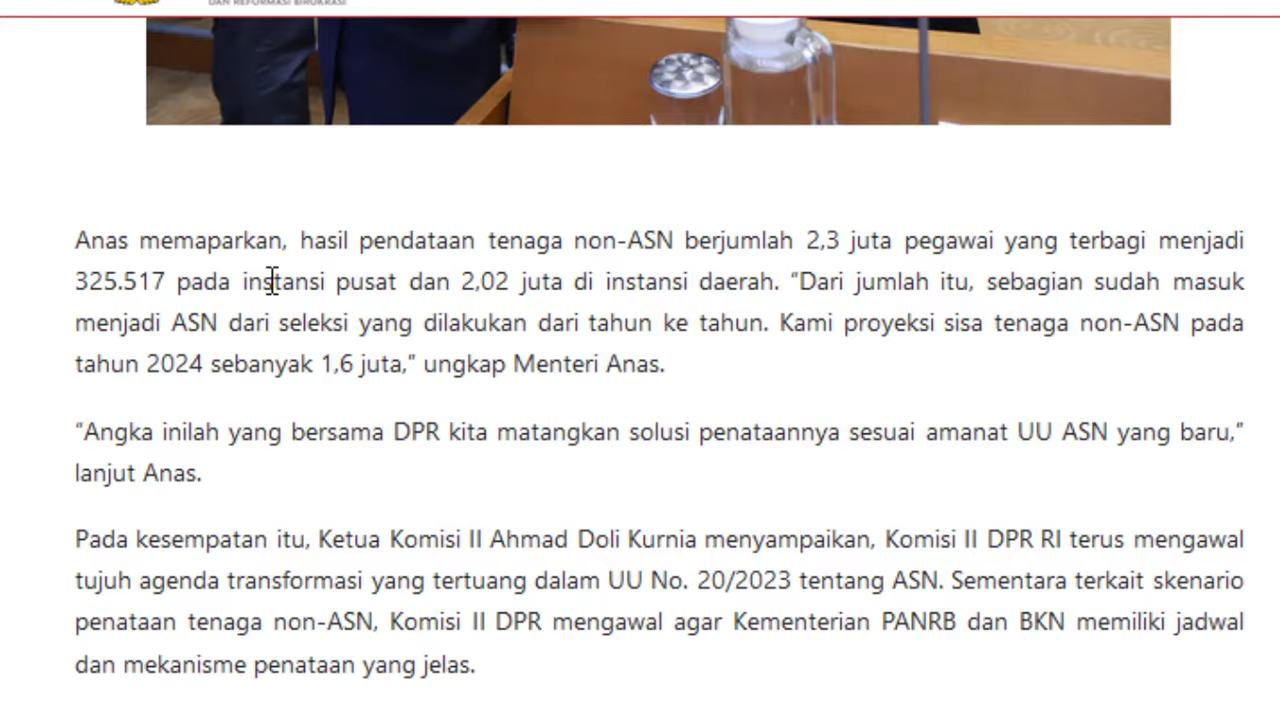 DAN REFORMASI BIROKRASI
Anas memaparkan, hasil pendataan tenaga non-ASN berjumlah 2,3 juta pegawai yang terbagi menjadi
325.517 pada instansi pusat dan 2,02 juta di instansi daerah. “Dari jumlah itu, sebagian sudah masuk
menjadi ASN dari seleksi yang dilakukan dari tahun ke tahun. Kami proyeksi sisa tenaga non-ASN pada
tahun 2024 sebanyak 1,6 juta,” ungkap Menteri Anas.
“Angka inilah yang bersama DPR kita matangkan solusi penataannya sesuai amanat UU ASN yang baru,”
lanjut Anas.
Pada kesempatan itu, Ketua Komisi II Ahmad Doli Kurnia menyampaikan, Komisi II DPR RI terus mengawal
tujuh agenda transformasi yang tertuang dalam UU No. 20/2023 tentang ASN. Sementara terkait skenario
penataan tenaga non-ASN, Komisi II DPR mengawal agar Kementerian PANRB dan BKN memiliki jadwal
dan mekanisme penataan yang jelas.